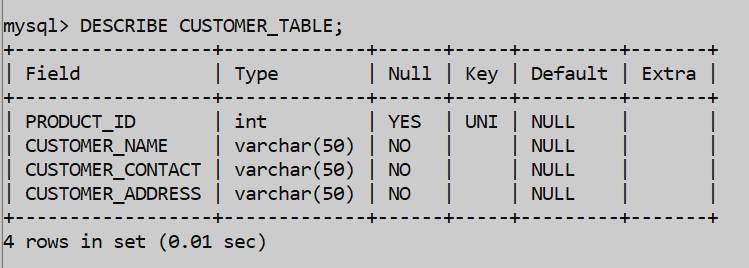 mysql> DESCRIBE CUSTOMER_TABLE;
+------------------+-------------+------+-----+---------+-------+
| Field            | Type        | Null | Key | Default | Extra |
+------------------+-------------+------+-----+---------+-------+
| PRODUCT_ID       | int         | YES  | UNI | NULL    |       |
| CUSTOMER_NAME    | varchar(50) | NO   |     | NULL    |       |
| CUSTOMER_CONTACT | varchar(50) | NO   |     | NULL    |       |
| CUSTOMER_ADDRESS | varchar(50) | NO   |     | NULL    |       |
+------------------+-------------+------+-----+---------+-------+
4 rows in set (0.01 sec)